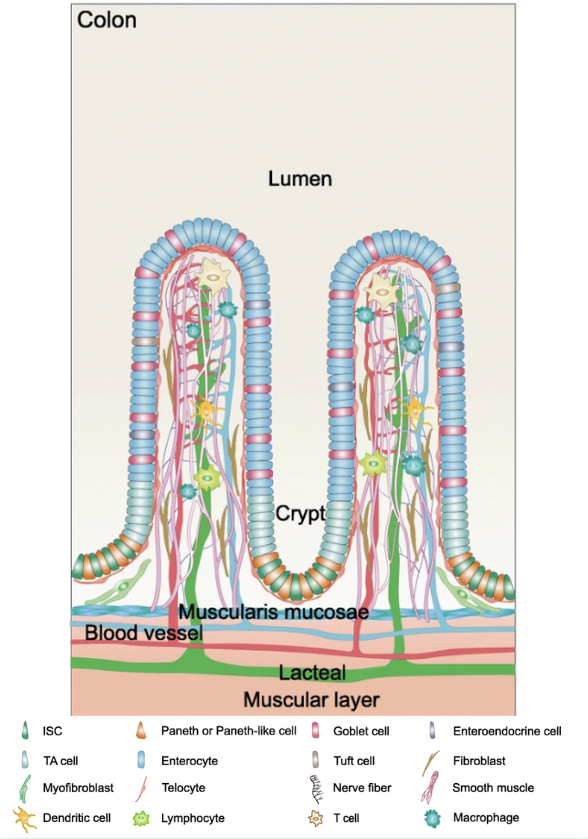 Colon
Lumen
Crypt
Muscularis mucosae
Blood vessel
Lacteal
Muscular layer
ISC Paneth or Paneth-like cell Goblet cell Enteroendocrine cell
TA cell Enterocyte Tuft cell Fibroblast
Myofibroblast Telocyte Nerve fiber Smooth muscle
Dendritic cell Lymphocyte T cell Macrophage